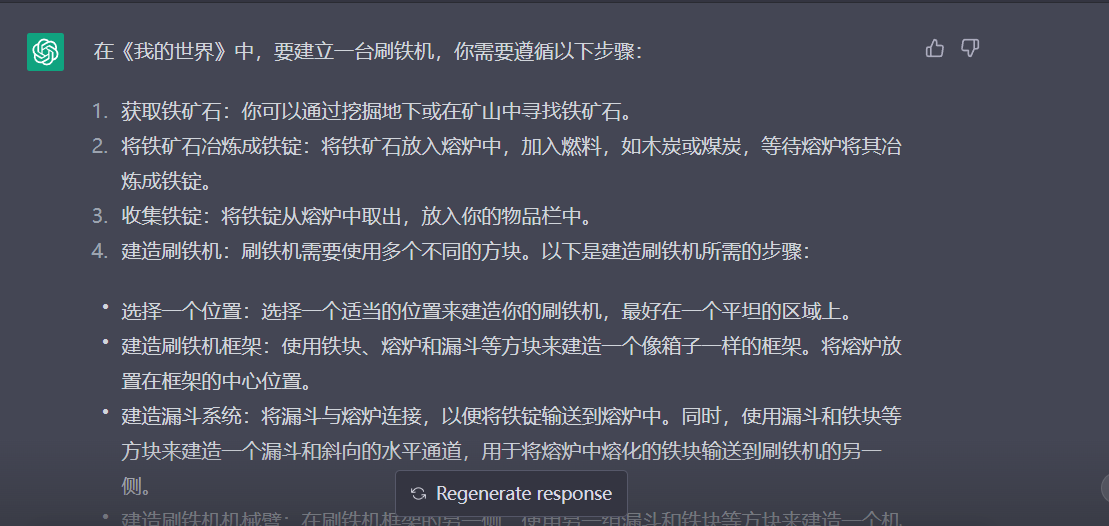 在《我的世界》中，要建立一台刷铁机，你需要遵循以下步骤：
1. 获取铁矿石：你可以通过挖掘地下或在矿山中寻找铁矿石。
2. 将铁矿石冶炼成铁锭：将铁矿石放入熔炉中，加入燃料，如木炭或煤炭，等待熔炉将其冶
炼成铁锭。
3. 收集铁锭：将铁锭从熔炉中取出，放入你的物品栏中。
4. 建造刷铁机：刷铁机需要使用多个不同的方块。以下是建造刷铁机所需的步骤：
• 选择一个位置：选择一个适当的位置来建造你的刷铁机，最好在一个平坦的区域上。
• 建造刷铁机框架：使用铁块、熔炉和漏斗等方块来建造一个像箱子一样的框架。将熔炉放
置在框架的中心位置。
• 建造漏斗系统：将漏斗与熔炉连接，以便将铁锭输送到熔炉中。同时，使用漏斗和铁块等
方块来建造一个漏斗和斜向的水平通道，用于将熔炉中熔化的铁块输送到刷铁机的另一
侧。
Regenerate response
• 建造刷铁机机械臂：在刷铁机框架的另一侧，使用另一组漏斗和铁块等方块来建造一个机